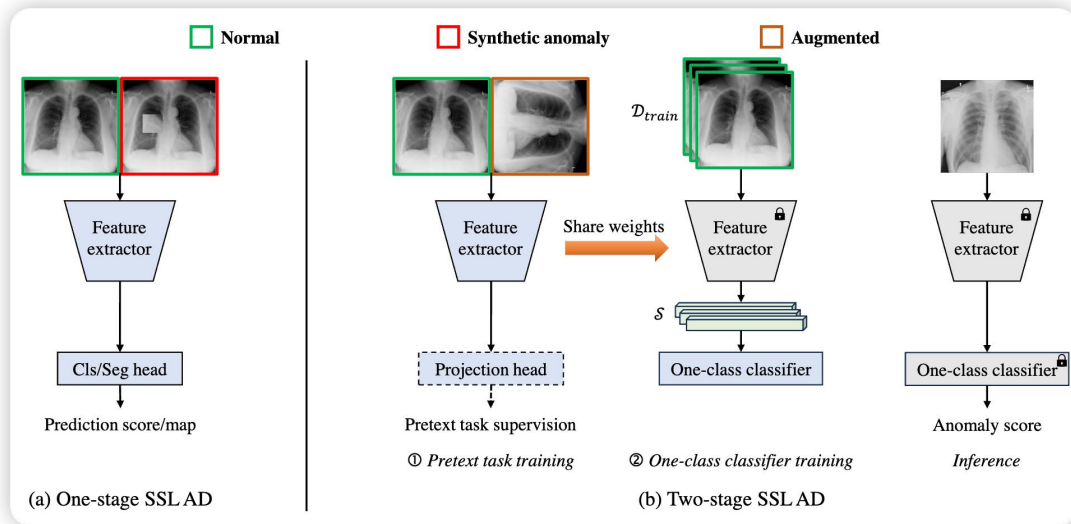 Normal
Synthetic anomaly
Augmented
𝒟train
Feature
extractor
Feature
extractor
Share weights
Feature
extractor
Feature
extractor
𝒮
Cls/Seg head
Projection head
One-class classifier
One-class classifier
Prediction score/map
Pretext task supervision
Anomaly score
① Pretext task training
② One-class classifier training
Inference
(a) One-stage SSL AD
(b) Two-stage SSL AD